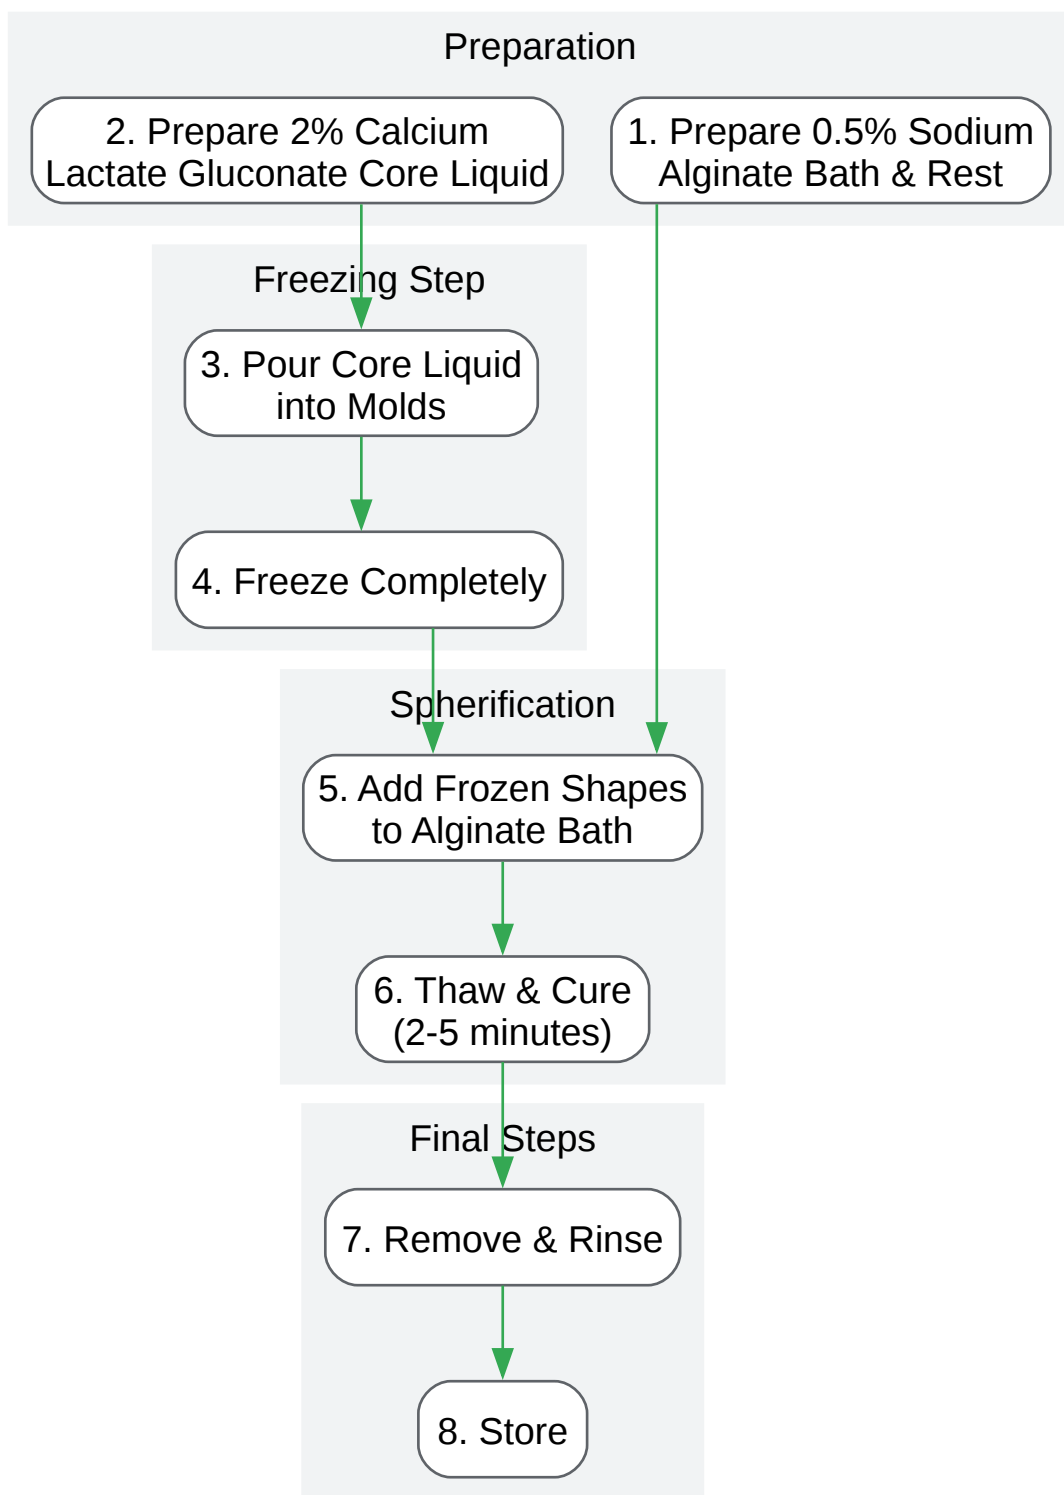 Preparation
2. Prepare 2% Calcium
Lactate Gluconate Core Liquid
1. Prepare 0.5% Sodium
Alginate Bath & Rest
Freezing Step
3. Pour Core Liquid
into Molds
4. Freeze Completely
Spherification
5. Add Frozen Shapes
to Alginate Bath
6. Thaw & Cure
(2-5 minutes)
Final Steps
7. Remove & Rinse
8. Store